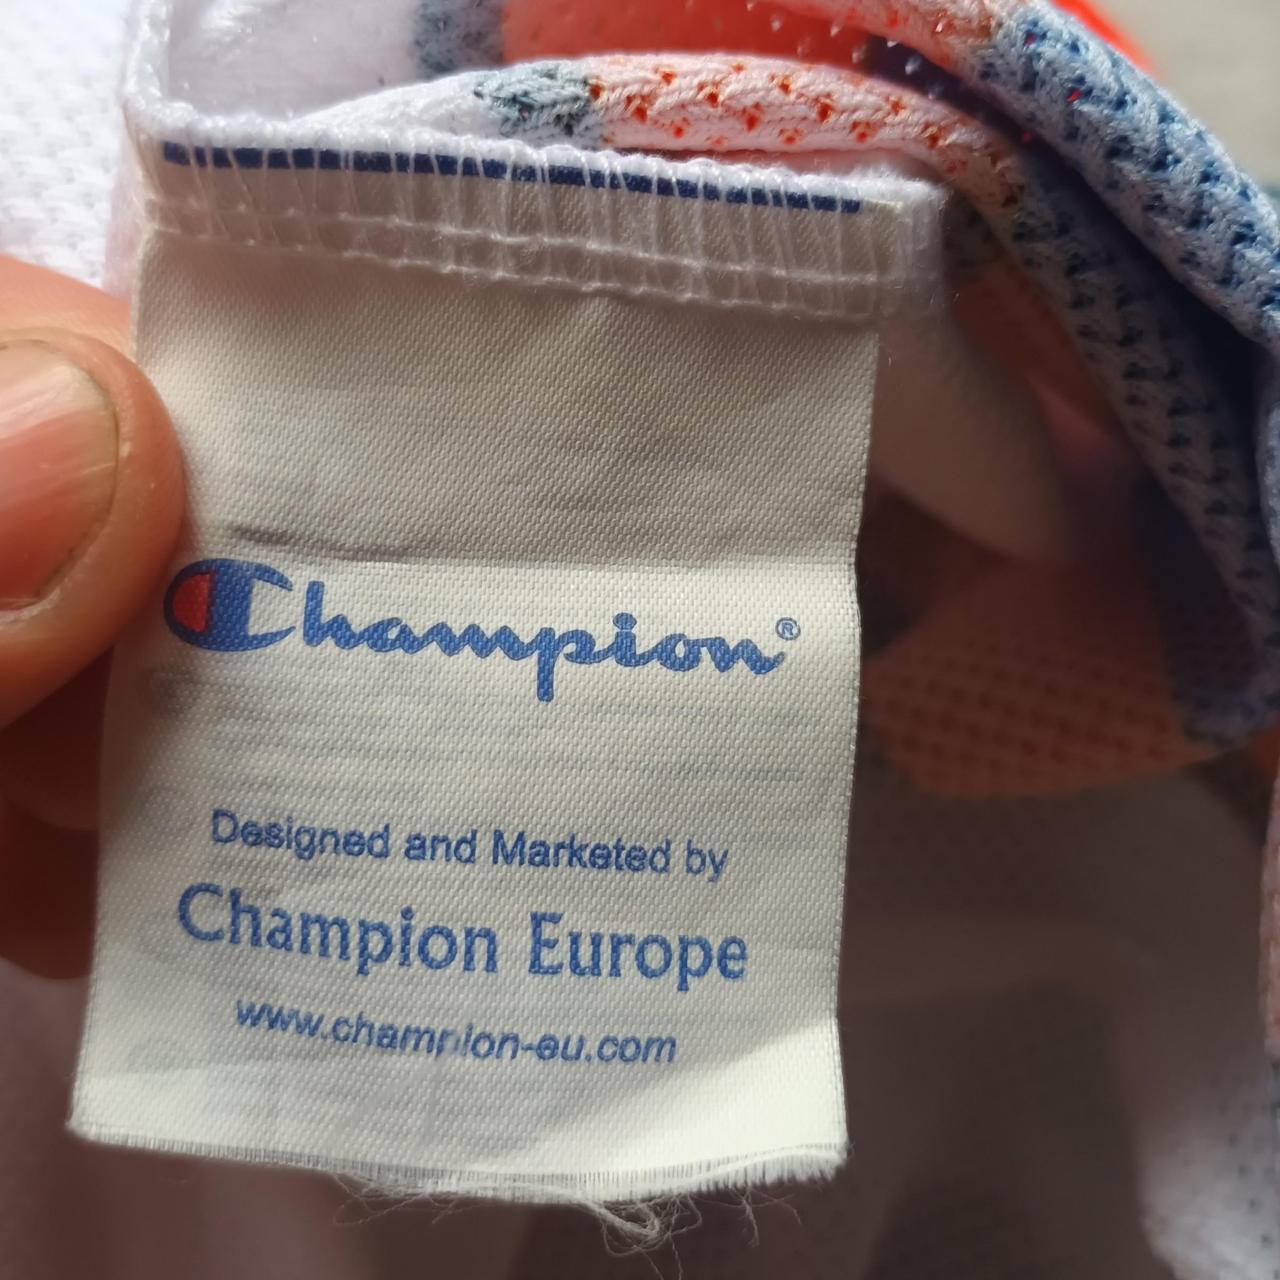 Champion®
Designed and Marketed by
Champion Europe
www.champion-eu.com